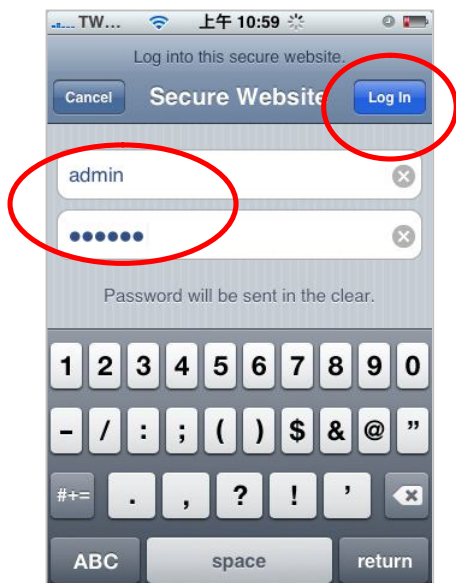 TW... 上午 10:59
Log into this secure website.
Cancel Secure Website Log In
admin
●●●●●●
Password will be sent in the clear.
1 2 3 4 5 6 7 8 9 0
- / : ; ( ) $ & @ ”
#+= . , ? ! ’
ABC space return